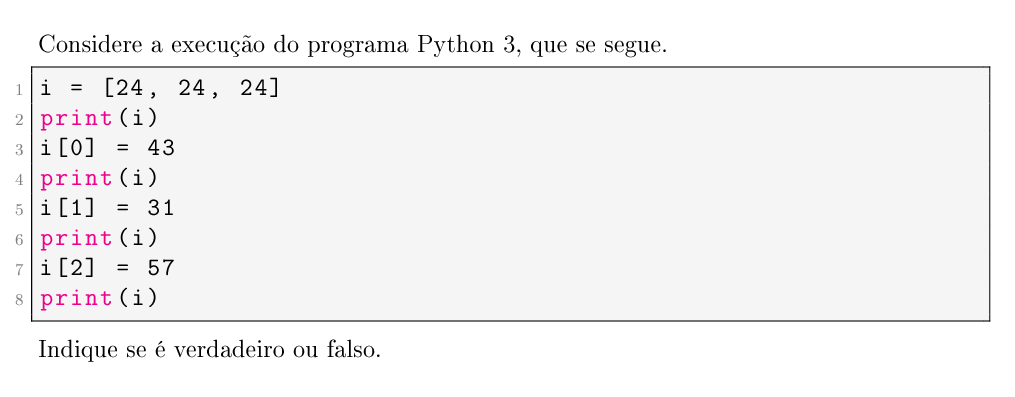 Considere a execução do programa Python 3, que se segue.
1 i = [24, 24, 24]
2 print(i)
3 i[0] = 43
4 print(i)
5 i[1] = 31
6 print(i)
7 i[2] = 57
8 print(i)
Indique se é verdadeiro ou falso.